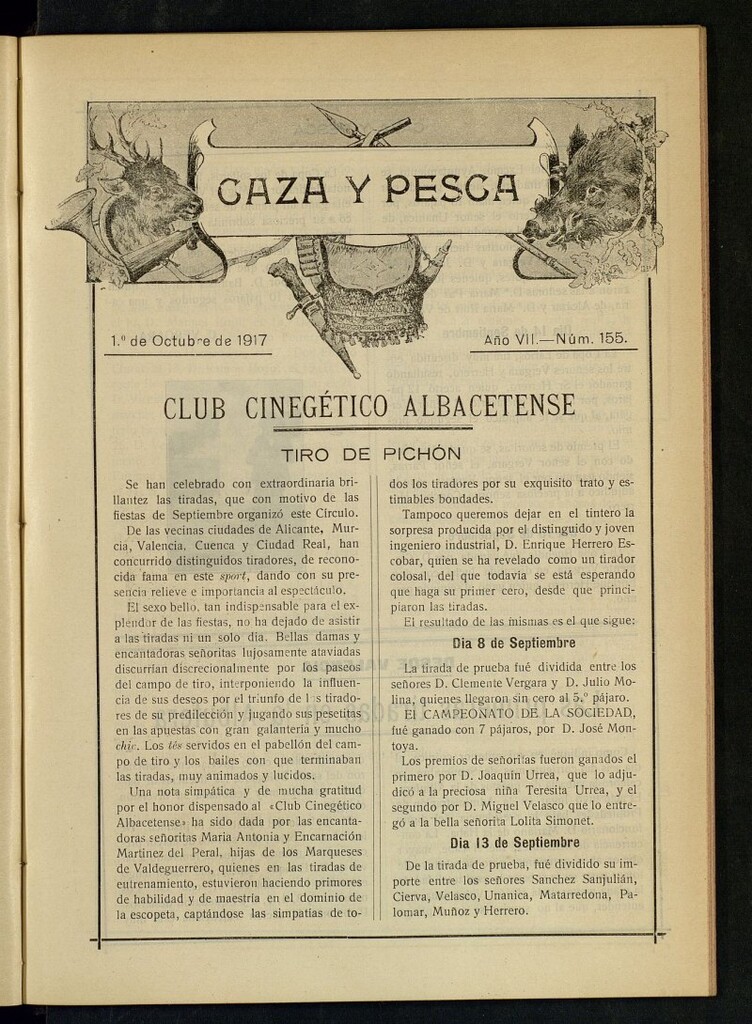 CAZA Y PESCA
1.º de Octubre de 1917
Año VII.—Núm. 155.
CLUB CINEGÉTICO ALBACETENSE
TIRO DE PICHÓN
Se han celebrado con extraordinaria bri-
llantez las tiradas, que con motivo de las
fiestas de Septiembre organizó este Círculo.
De las vecinas ciudades de Alicante, Mur-
cia, Valencia, Cuenca y Ciudad Real, han
concurrido distinguidos tiradores, de recono-
cida fama en este sport, dando con su pre-
sencia relieve e importancia al espectáculo.
El sexo bello, tan indispensable para el ex-
plendor de las fiestas, no ha dejado de asistir
a las tiradas ni un solo día. Bellas damas y
encantadoras señoritas lujosamente ataviadas
discurrían discrecionalmente por los paseos
del campo de tiro, interponiendo la influen-
cia de sus deseos por el triunfo de l s tirado-
res de su predilección y jugando sus pesetitas
en las apuestas con gran galantería y mucho
chic. Los tés servidos en el pabellón del cam-
po de tiro y los bailes con que terminaban
las tiradas, muy animados y lucidos.
Una nota simpática y de mucha gratitud
por el honor dispensado al «Club Cinegético
Albacetense» ha sido dada por las encanta-
doras señoritas Maria Antonia y Encarnación
Martinez del Peral, hijas de los Marqueses
de Valdeguerrero, quienes en las tiradas de
entrenamiento, estuvieron haciendo primores
de habilidad y de maestría en el dominio de
la escopeta, captándose las simpatías de to-
dos los tiradores por su exquisito trato y es-
timables bondades.
Tampoco queremos dejar en el tintero la
sorpresa producida por el distinguido y joven
ingeniero industrial, D. Enrique Herrero Es-
cobar, quien se ha revelado como un tirador
colosal, del que todavia se está esperando
que haga su primer cero, desde que princi-
piaron las tiradas.
El resultado de las mismas es el que sigue:
Dia 8 de Septiembre
La tirada de prueba fué dividida entre los
señores D. Clemente Vergara y D. Julio Mo-
lina, quienes llegaron sin cero al 5.º pájaro.
El CAMPEONATO DE LA SOCIEDAD,
fué ganado con 7 pájaros, por D. José Mon-
toya.
Los premios de señoritas fueron ganados el
primero por D. Joaquin Urrea, que lo adju-
dicó a la preciosa niña Teresita Urrea, y el
segundo por D. Miguel Velasco que lo entre-
gó a la bella señorita Lolita Simonet.
Dia 13 de Septiembre
De la tirada de prueba, fué dividido su im-
porte entre los señores Sanchez Sanjulián,
Cierva, Velasco, Unanica, Matarredona, Pa-
lomar, Muñoz y Herrero.